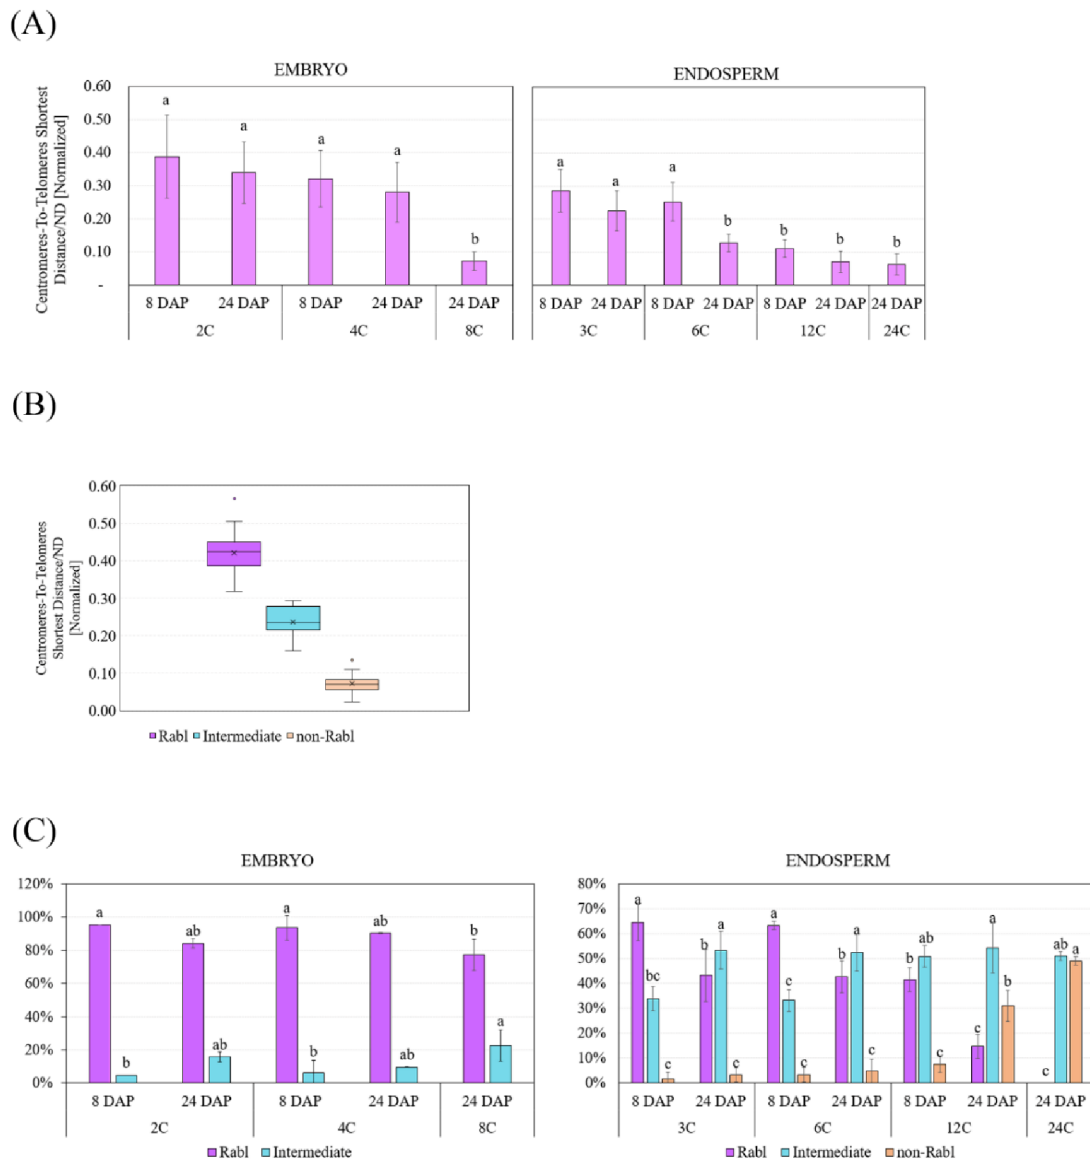 (A)
EMBRYO
ENDOSPERM
Centromeres-To-Telomeres Shortest
Distance/ND [Normalized]
0.60
0.50
0.40
0.30
0.20
0.10
-
a
a
a
a
b
a
a
a
b
b
b
b
8 DAP 24 DAP 8 DAP 24 DAP 24 DAP
2C 4C 8C
8 DAP 24 DAP 8 DAP 24 DAP 8 DAP 24 DAP 24 DAP
3C 6C 12C 24C
(B)
Centromeres-To-Telomeres
Shortest Distance/ND
[Normalized]
0.60
0.50
0.40
0.30
0.20
0.10
0.00
Rabl Intermediate non-Rabl
(C)
EMBRYO
120%
100%
80%
60%
40%
20%
0%
a b
ab ab
a b
ab ab
b a
8 DAP 24 DAP 8 DAP 24 DAP 24 DAP
2C 4C 8C
Rabl Intermediate
ENDOSPERM
80%
70%
60%
50%
40%
30%
20%
10%
0%
a bc c
b a c
a c c
b a c
b ab c
c a b
c ab a
8 DAP 24 DAP 8 DAP 24 DAP 8 DAP 24 DAP 24 DAP
3C 6C 12C 24C
Rabl Intermediate non-Rabl